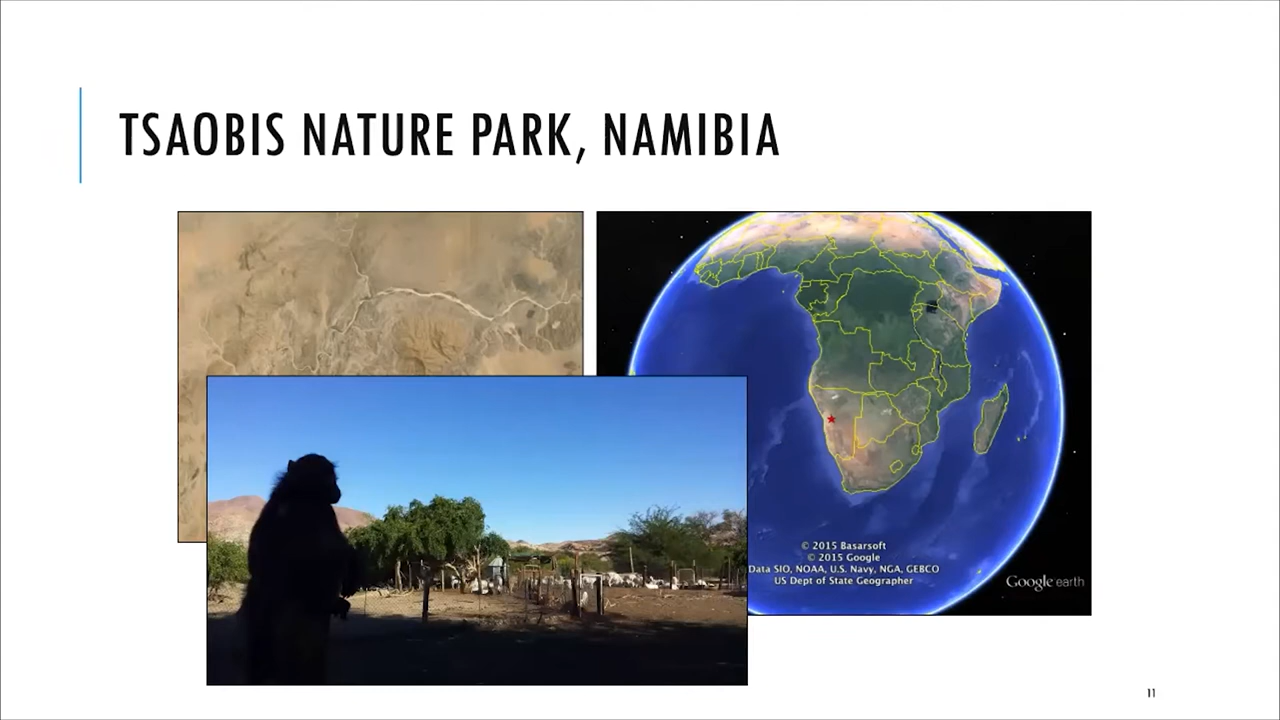 TSAOBIS NATURE PARK, NAMIBIA
© 2015 Basarsoft
© 2015 Google
Data SIO, NOAA, U.S. Navy, NGA, GEBCO
US Dept of State Geographer
Google earth
11